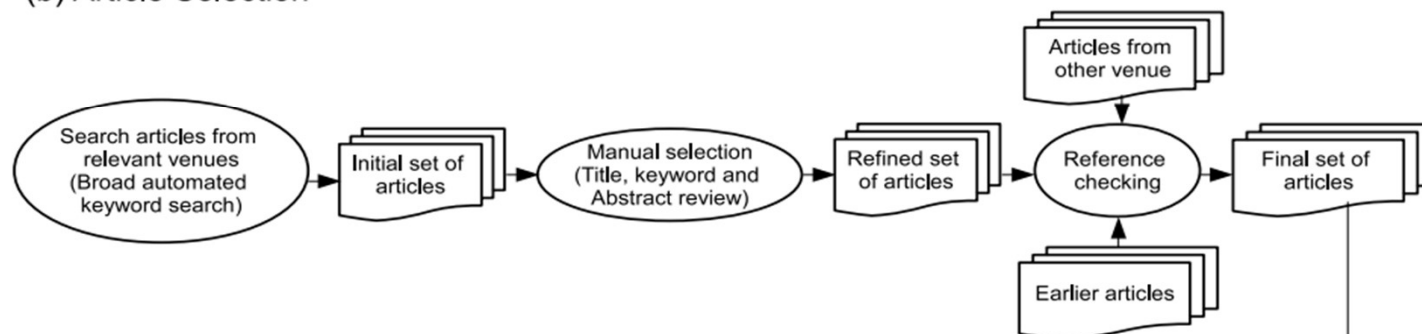 (b) Article Selection
Articles from
other venue
Search articles from
relevant venues
(Broad automated
keyword search)
Initial set of
articles
Manual selection
(Title, keyword and
Abstract review)
Refined set
of articles
Reference
checking
Final set of
articles
Earlier articles